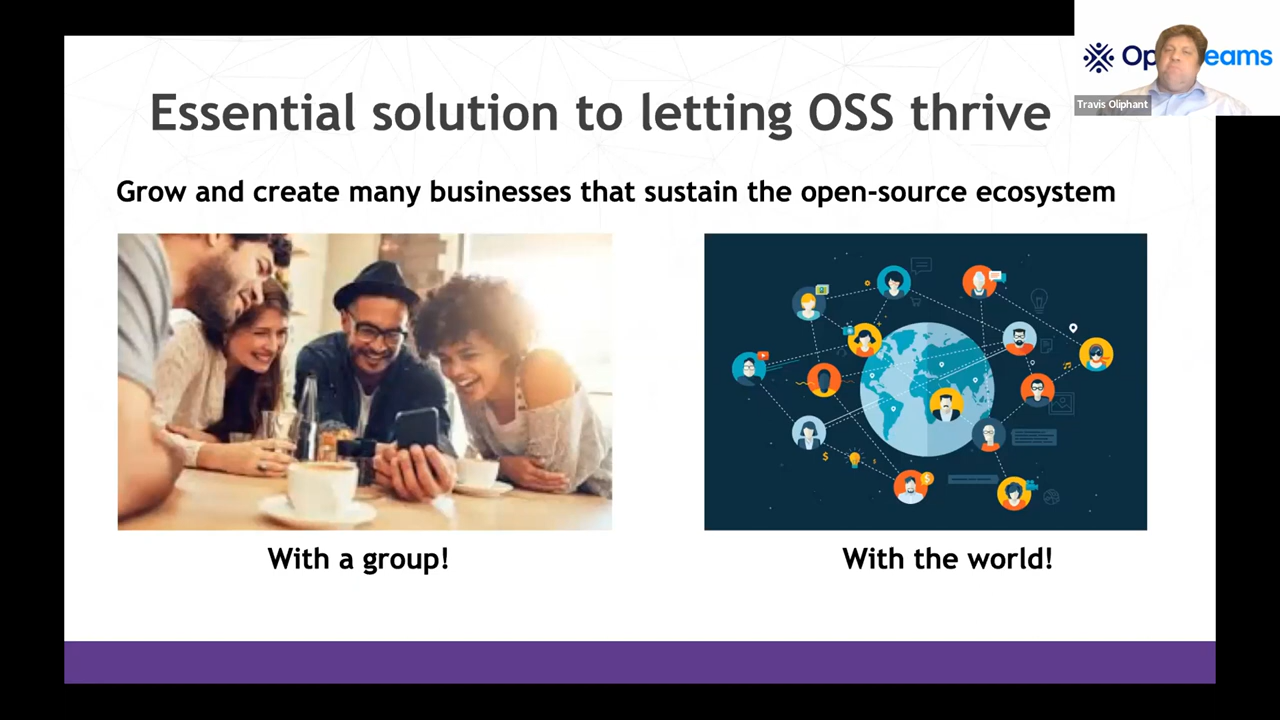 Essential solution to letting OSS thrive
Travis Oliphant
Grow and create many businesses that sustain the open-source ecosystem
With a group!
With the world!